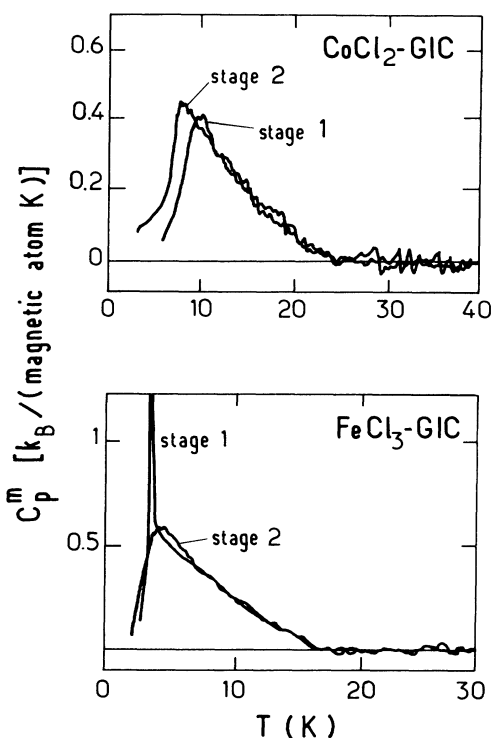 C_p^m [k_B/(magnetic atom K)]
CoCl₂-GIC
0.6
stage 2
0.4
stage 1
0.2
0
0 10 20 30 40
FeCl₃-GIC
1
stage 1
0.5
stage 2
0 10 20 30
T (K)